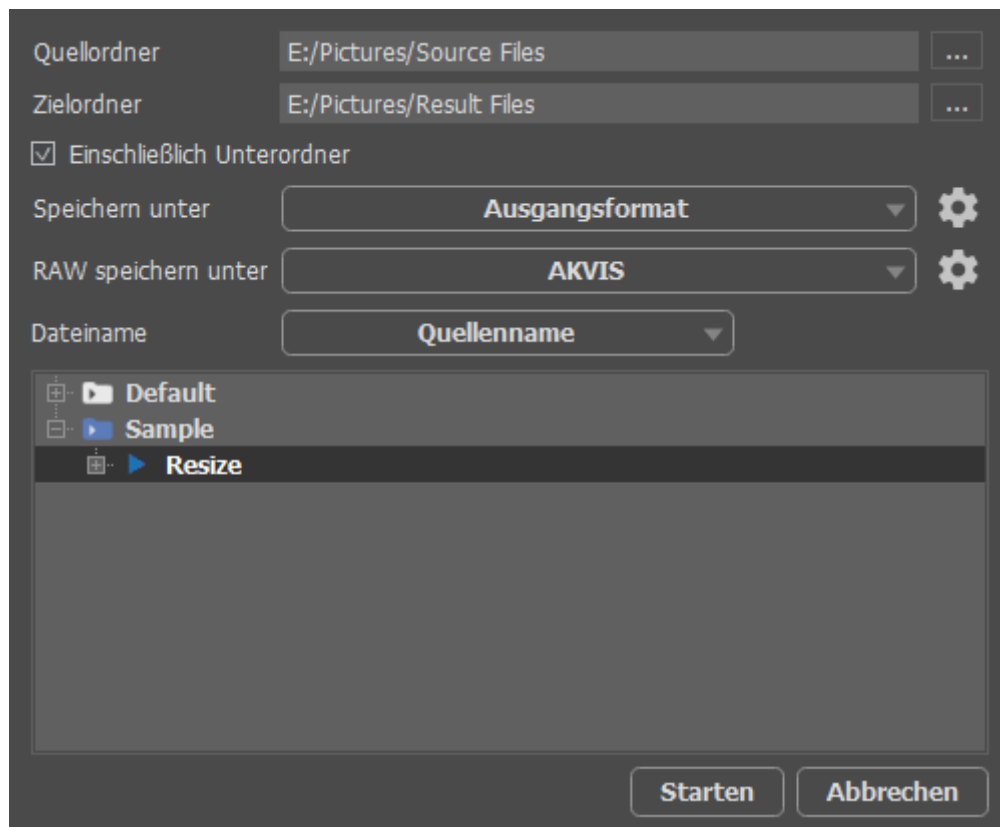 Quellordner E:/Pictures/Source Files ...
Zielordner E:/Pictures/Result Files ...
Einschließlich Unterordner
Speichern unter Ausgangsformat
RAW speichern unter AKVIS
Dateiname Quellenname
Default
Sample
Resize
Starten Abbrechen